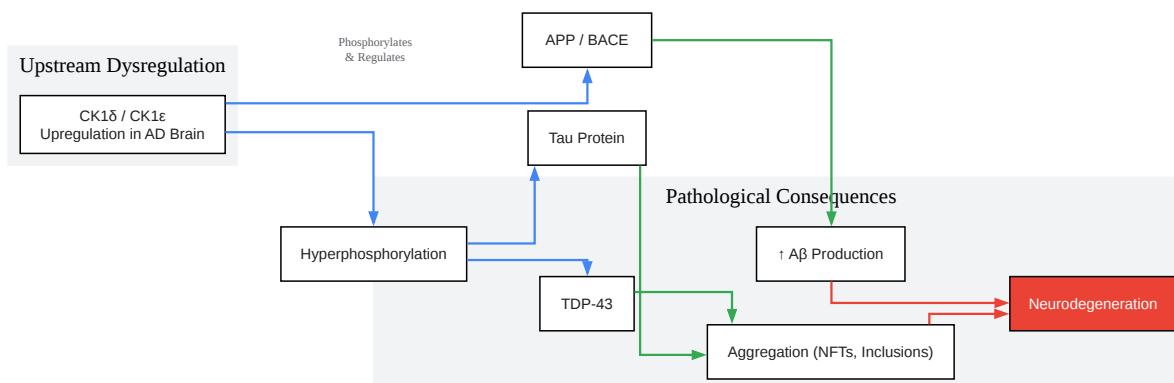 Phosphorylates
& Regulates
APP / BACE
Upstream Dysregulation
CK1δ / CK1ε
Upregulation in AD Brain
Tau Protein
Pathological Consequences
Hyperphosphorylation
↑ Aβ Production
TDP-43
Neurodegeneration
Aggregation (NFTs, Inclusions)